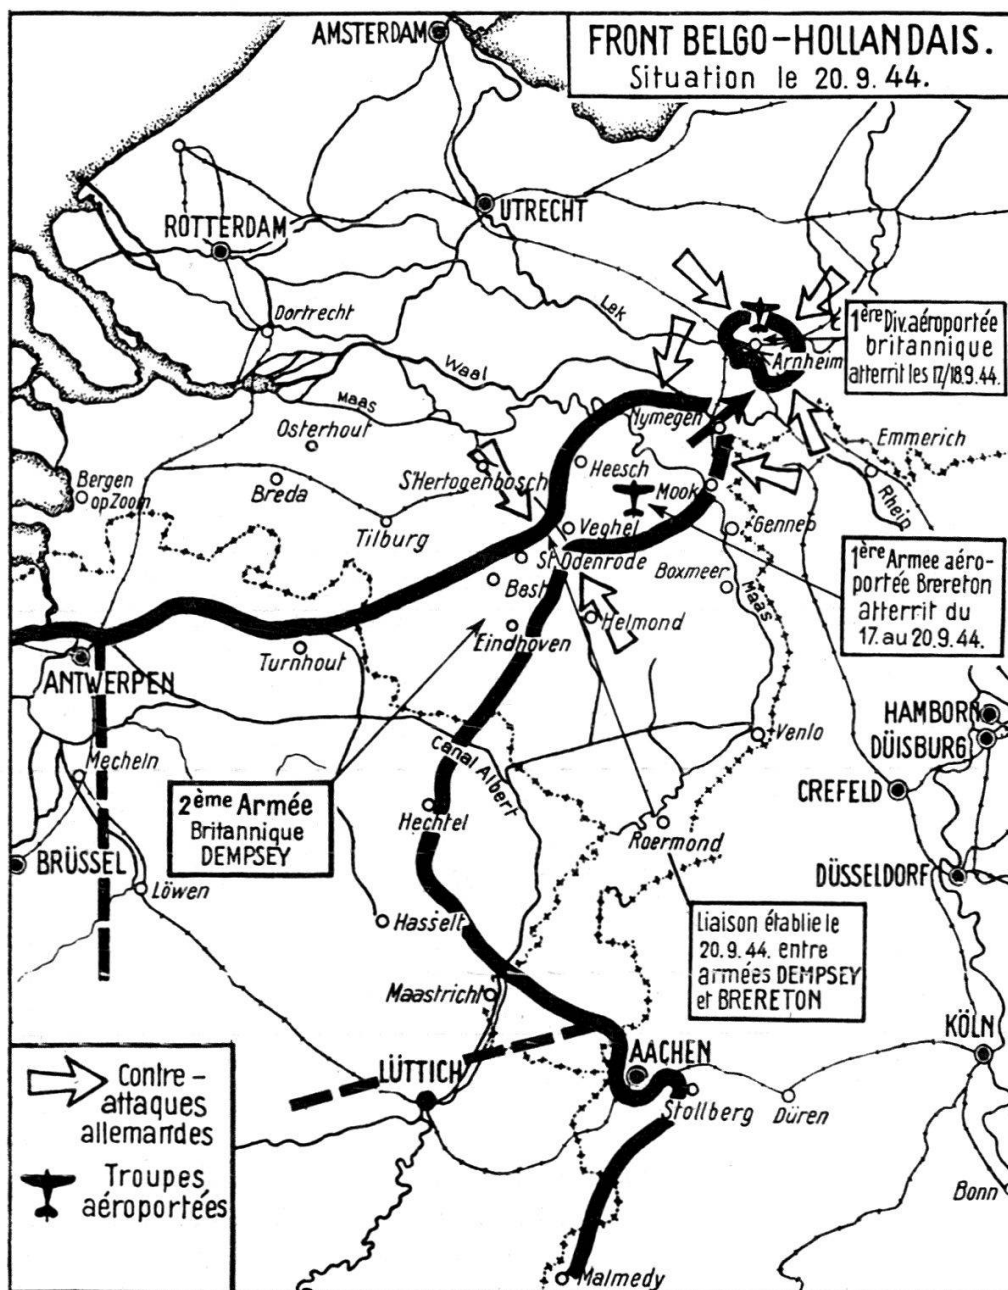 FRONT BELGO-HOLLANDAIS.
Situation le 20.9.44.
AMSTERDAM
UTRECHT
ROTTERDAM
Dortrecht
Lek
Waal
Maas
1ère Div. aéroportée
britannique
atterrit les 17/18.9.44.
Arnheim
Nymegen
Emmerich
Rhein
Osterhout
Breda
Bergen
op Zoom
Tilburg
S'Hertogenbosch
Heesch
Mook
Gennep
Veghel
St Odenrode
Boxmeer
Maas
Best
Helmond
Eindhoven
1ère Armee aéro-
portée Brereton
atterrit du
17. au 20.9.44.
Turnhout
ANTWERPEN
Mecheln
HAMBORN
DÜISBURG
Venlo
CREFELD
Canal Albert
2ème Armée
Britannique
DEMPSEY
Hechtel
Roermond
BRÜSSEL
Löwen
DÜSSELDORF
Hasselt
Liaison établie le
20.9.44. entre
armées DEMPSEY
et BRERETON
Maastricht
KÖLN
AACHEN
LÜTTICH
Stollberg
Düren
Bonn
Malmedy
Contre-
attaques
allemandes
Troupes
aéroportées